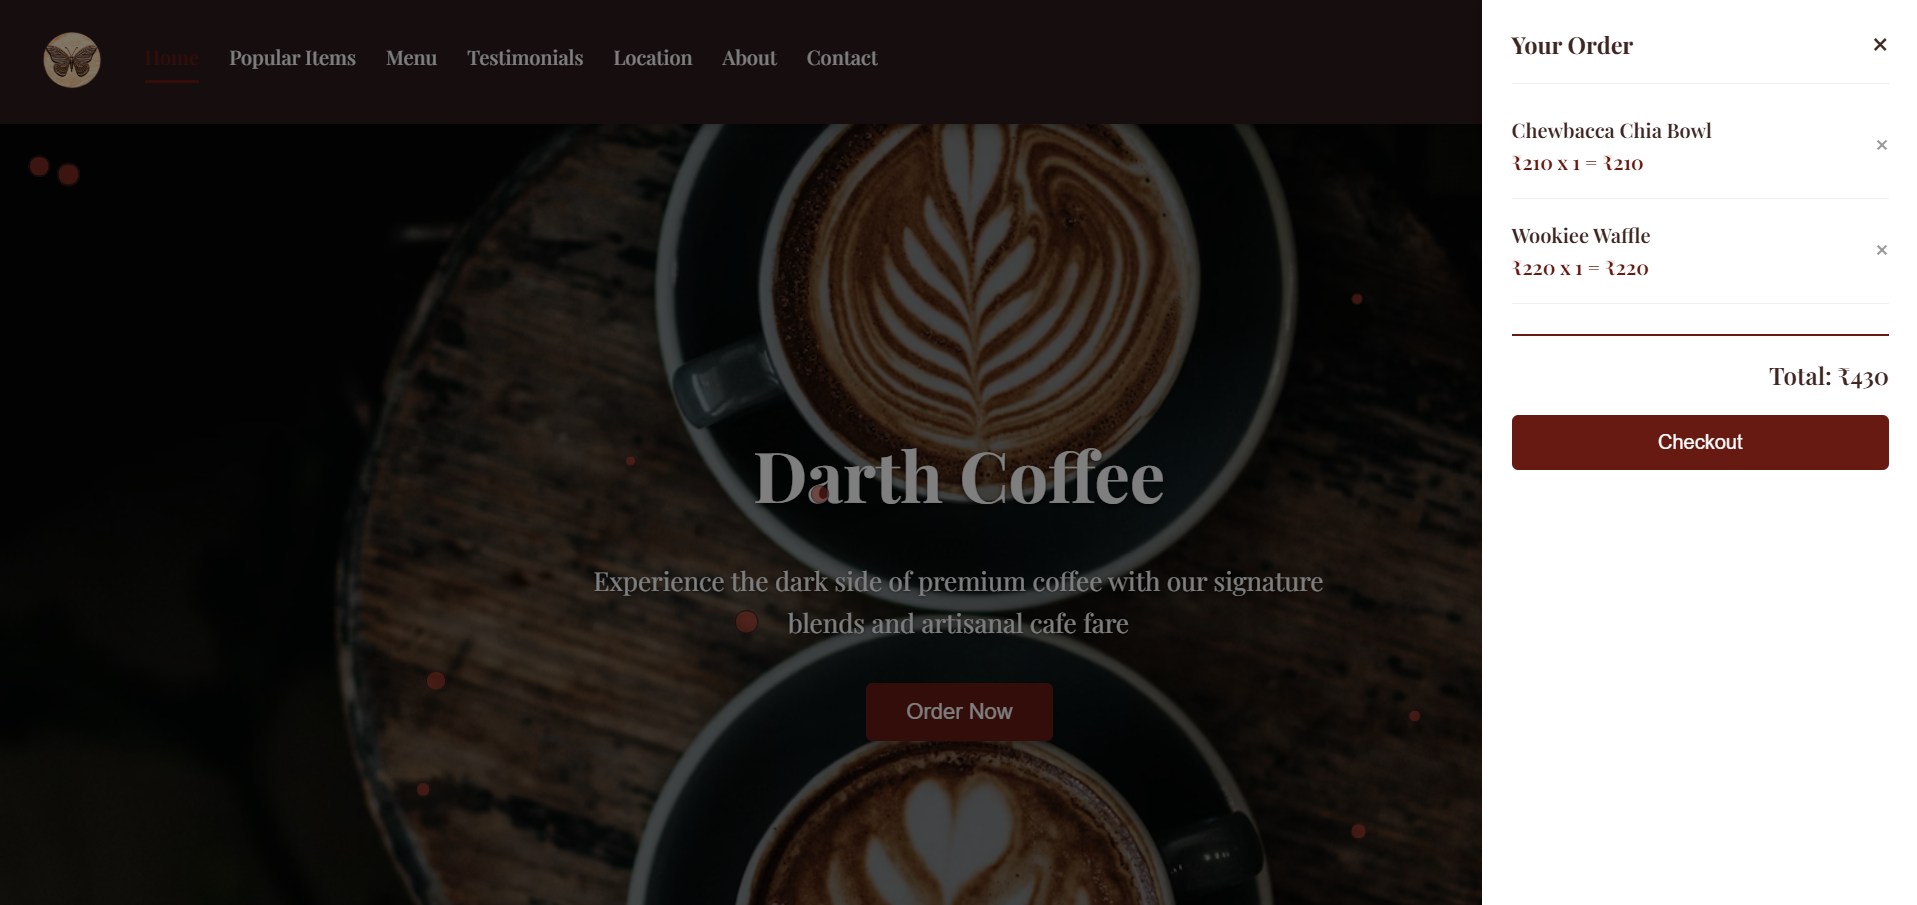 Home Popular Items Menu Testimonials Location About Contact
Darth Coffee
Experience the dark side of premium coffee with our signature
blends and artisanal cafe fare
Order Now
Your Order ×
Chewbacca Chia Bowl
₹210 x 1 = ₹210
×
Wookiee Waffle
₹220 x 1 = ₹220
×
Total: ₹430
Checkout